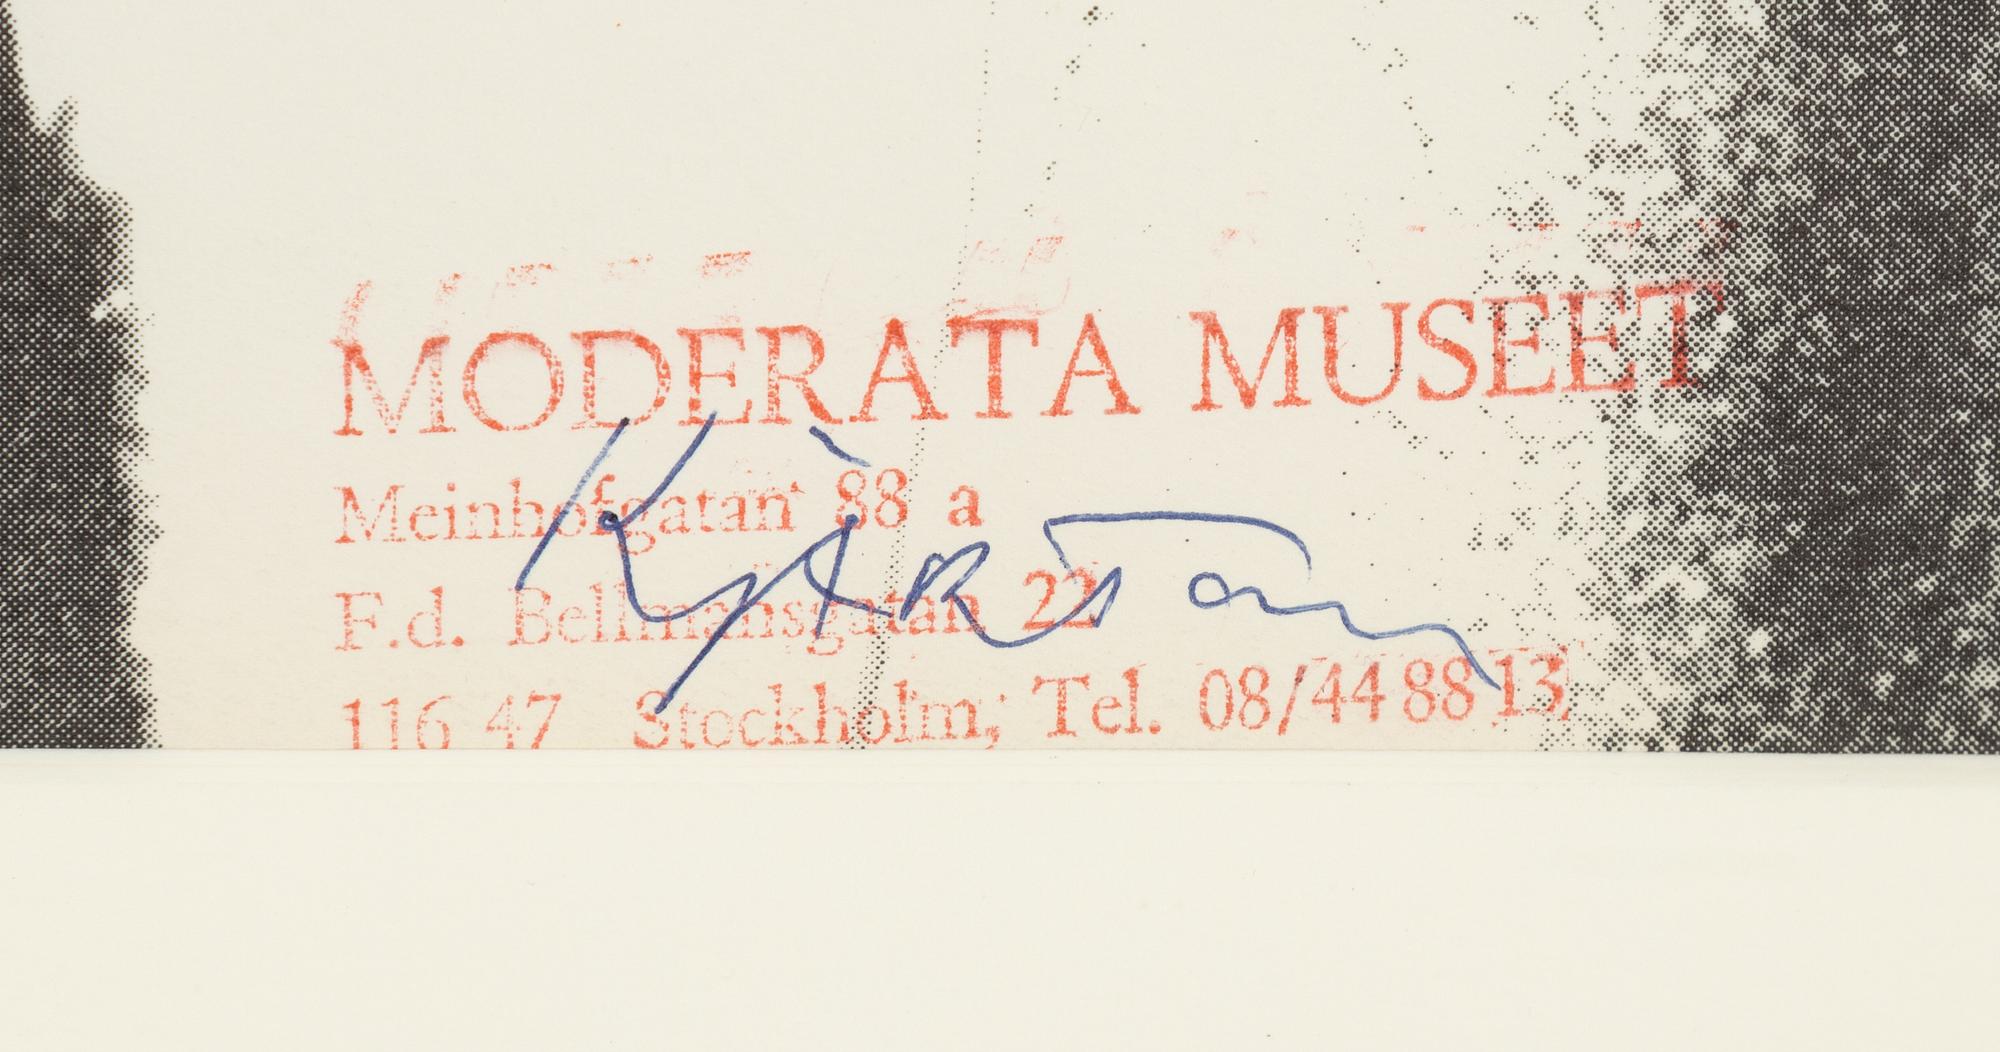 MODERATA MUSEET
Meinhofgatan 88 a
F.d. Bellmansgatan 22
116 47 Stockholm; Tel. 08/44 88 13